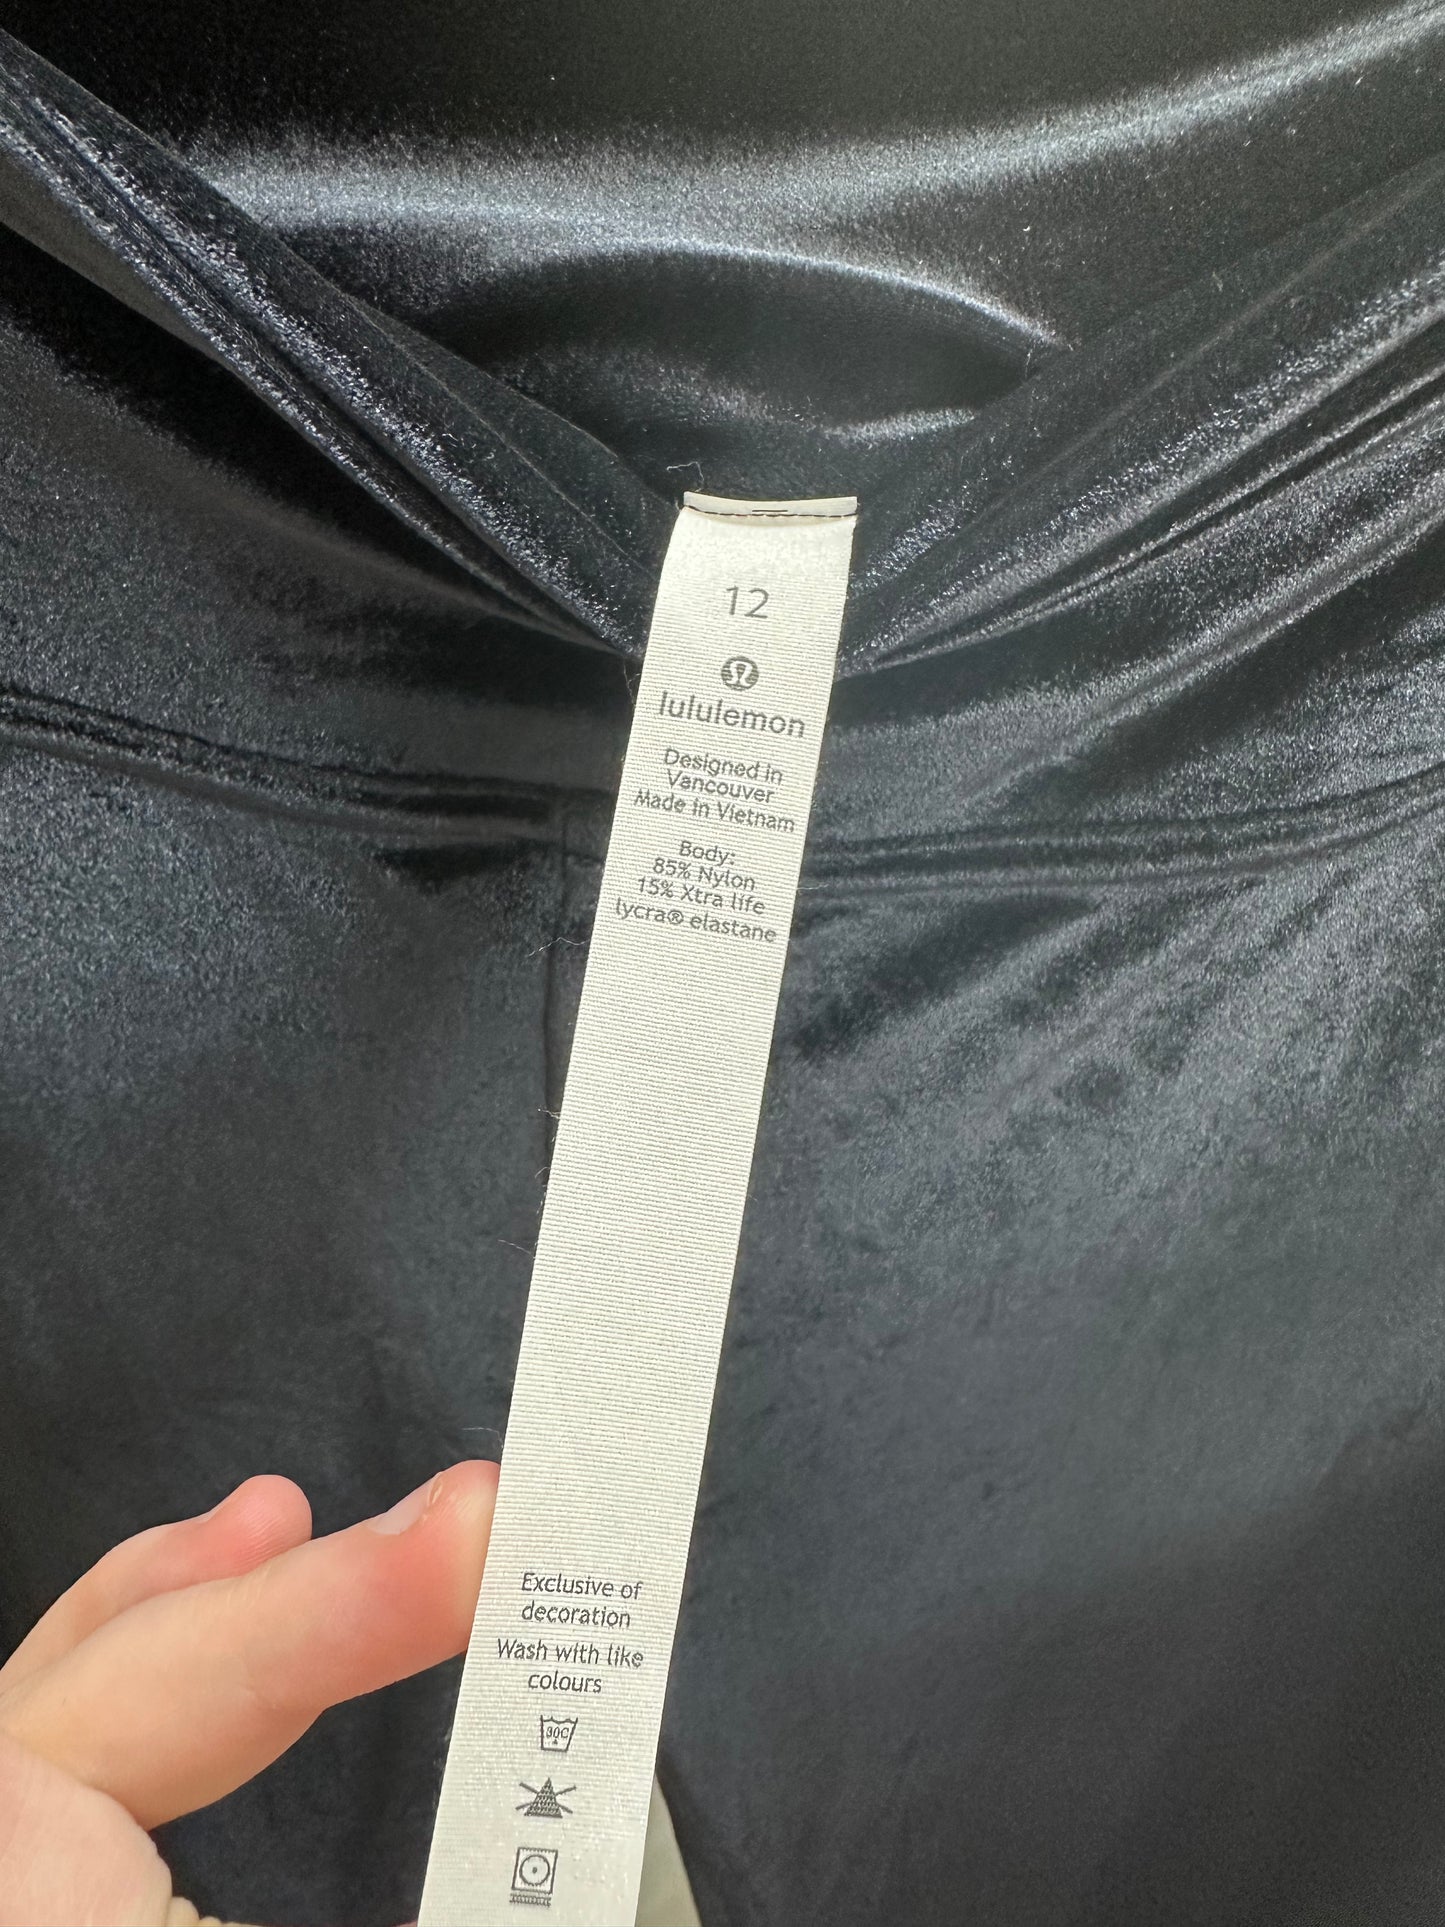 12
lululemon
Designed in
Vancouver
Made in Vietnam
Body:
85% Nylon
15% Xtra life
lycra® elastane
Exclusive of
decoration
Wash with like
colours
30C